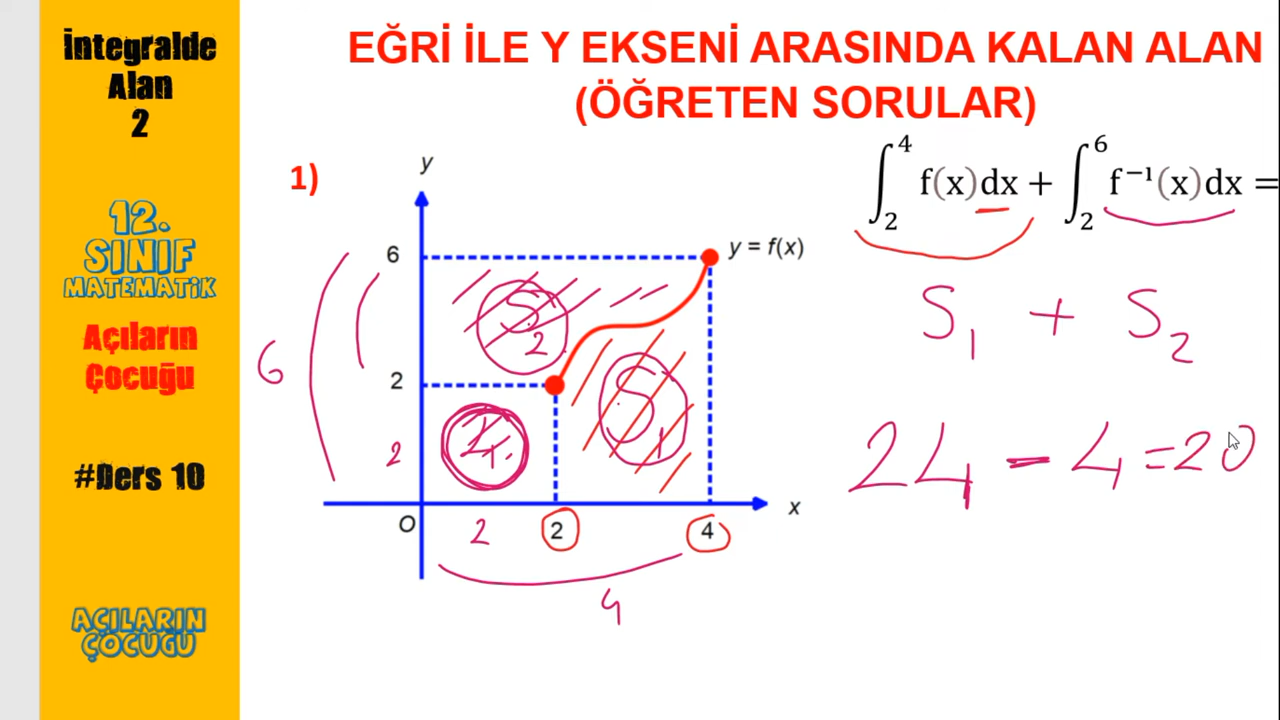 İntegralde
Alan
2
12.
SINIF
MATEMATİK
Açıların
Çocuğu
#Ders 10
AÇILARIN
ÇOCUĞU
EĞRİ İLE Y EKSENİ ARASINDA KALAN ALAN
(ÖĞRETEN SORULAR)
1)
∫₂⁴ f(x)dx + ∫₂⁶ f⁻¹(x)dx =
S₁ + S₂
24 - 4 = 20
y
6
y = f(x)
S₂
6
2
S₁
2
4
O
2
2
4
x
4